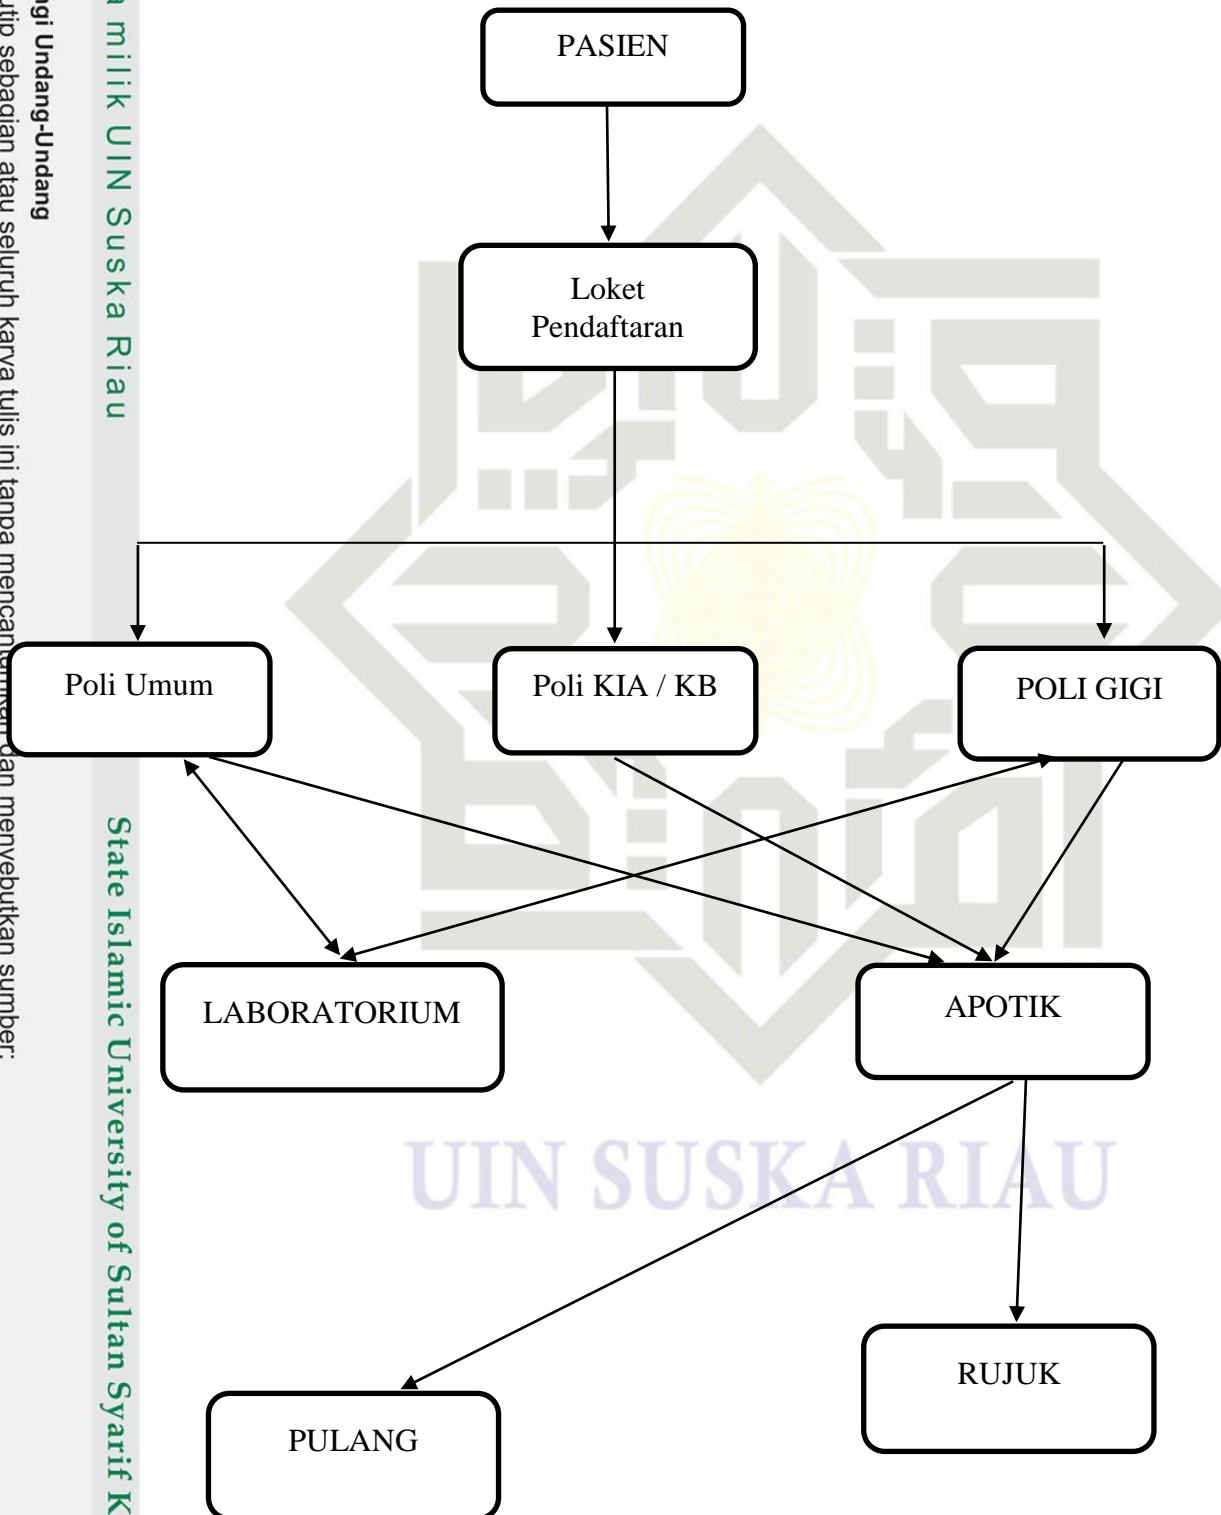 PASIEN
Loket
Pendaftaran
Poli Umum
Poli KIA / KB
POLI GIGI
LABORATORIUM
APOTIK
RUJUK
PULANG
UIN SUSKA RIAU
milik UIN Suska Riau
State Islamic University of Sultan Syarif K
gi Undang-Undang
utip sebagian atau seluruh karya tulis ini tanpa mencantumkan dan menyebutkan sumber: